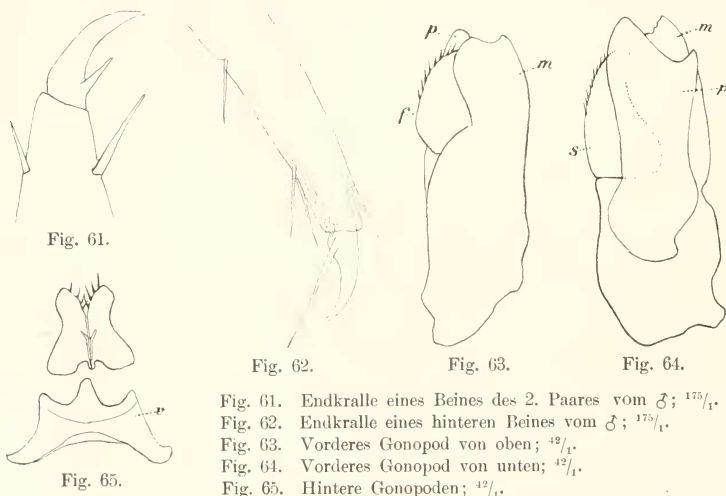 p.
m
f
m
p
s
Fig. 61.
Fig. 62.
Fig. 63.
Fig. 64.
v
Fig. 65.
Fig. 61. Endkralle eines Beines des 2. Paares vom ♂; 175/1.
Fig. 62. Endkralle eines hinteren Beines vom ♂; 175/1.
Fig. 63. Vorderes Gonopod von oben; 42/1.
Fig. 64. Vorderes Gonopod von unten; 42/1.
Fig. 65. Hintere Gonopoden; 42/1.